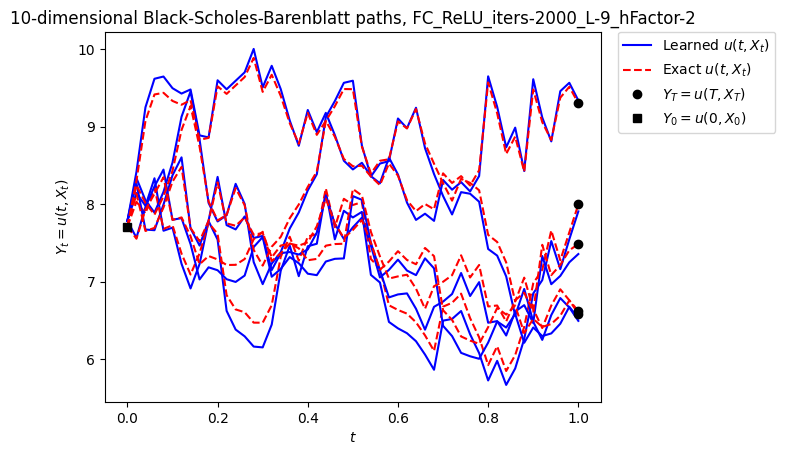 10-dimensional Black-Scholes-Barenblatt paths, FC_ReLU_iters-2000_L-9_hFactor-2
Learned u(t, X_t)
Exact u(t, X_t)
Y_T = u(T, X_T)
Y_0 = u(0, X_0)
Y_t = u(t, X_t)
10
9
8
7
6
0.0 0.2 0.4 0.6 0.8 1.0
t